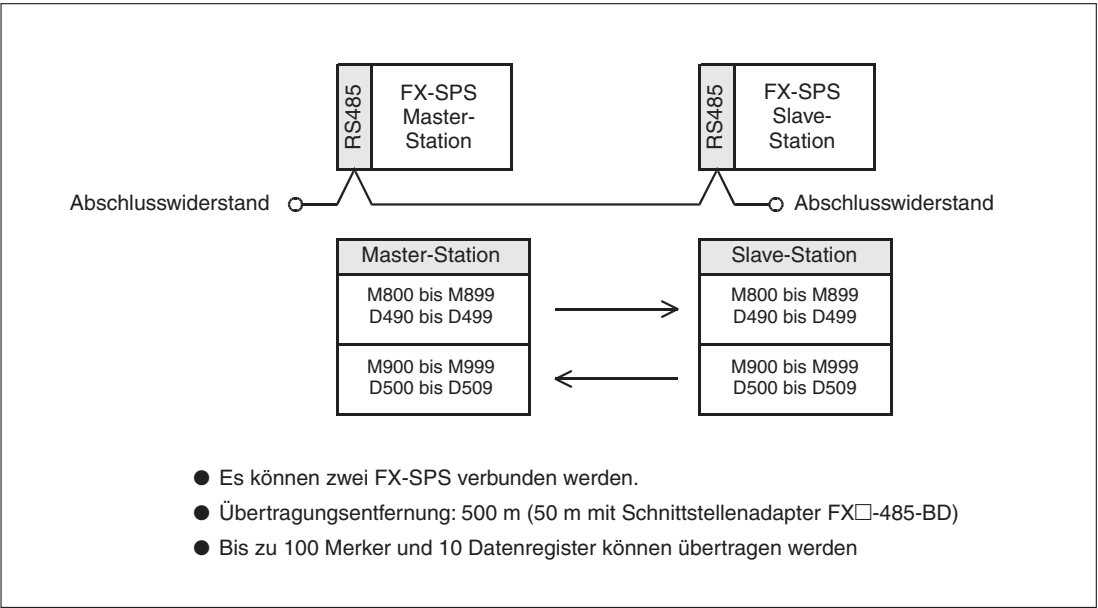 RS485
FX-SPS
Master-
Station
RS485
FX-SPS
Slave-
Station
Abschlusswiderstand
Abschlusswiderstand
Master-Station
M800 bis M899
D490 bis D499
M900 bis M999
D500 bis D509
Slave-Station
M800 bis M899
D490 bis D499
M900 bis M999
D500 bis D509
● Es können zwei FX-SPS verbunden werden.
● Übertragungsentfernung: 500 m (50 m mit Schnittstellenadapter FX□-485-BD)
● Bis zu 100 Merker und 10 Datenregister können übertragen werden